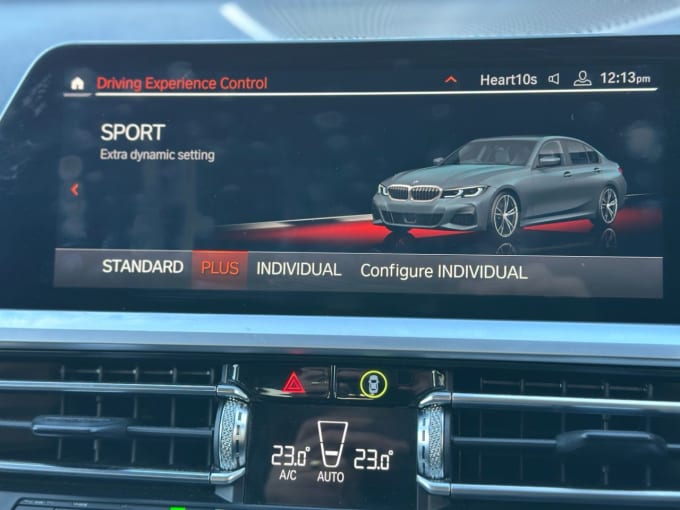 Driving Experience Control
Heart10s 12:13pm
SPORT
Extra dynamic setting
STANDARD PLUS INDIVIDUAL Configure INDIVIDUAL
23.0° 23.0°
A/C AUTO